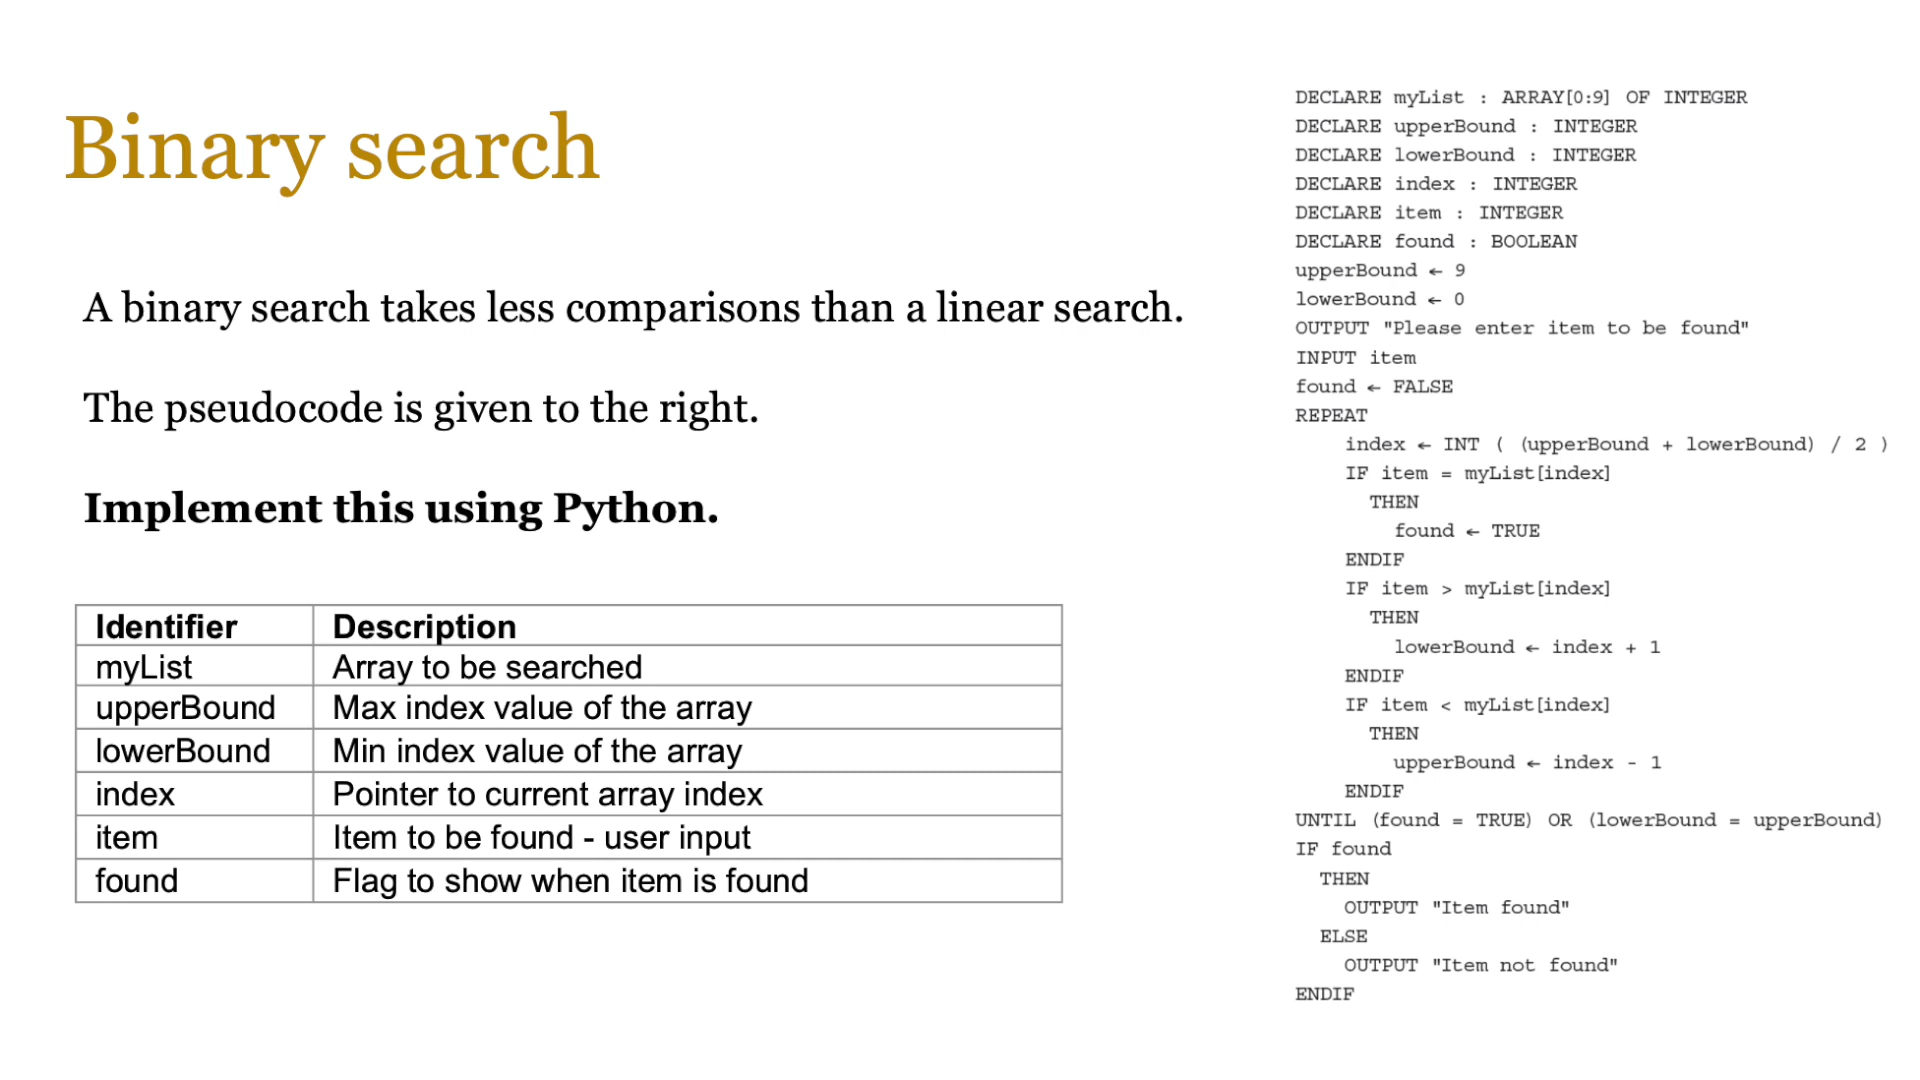 Binary search
A binary search takes less comparisons than a linear search.
The pseudocode is given to the right.
Implement this using Python.
Identifier Description
myList Array to be searched
upperBound Max index value of the array
lowerBound Min index value of the array
index Pointer to current array index
item Item to be found - user input
found Flag to show when item is found
DECLARE myList : ARRAY[0:9] OF INTEGER
DECLARE upperBound : INTEGER
DECLARE lowerBound : INTEGER
DECLARE index : INTEGER
DECLARE item : INTEGER
DECLARE found : BOOLEAN
upperBound ← 9
lowerBound ← 0
OUTPUT "Please enter item to be found"
INPUT item
found ← FALSE
REPEAT
index ← INT ( (upperBound + lowerBound) / 2 )
IF item = myList[index]
THEN
found ← TRUE
ENDIF
IF item > myList[index]
THEN
lowerBound ← index + 1
ENDIF
IF item < myList[index]
THEN
upperBound ← index - 1
ENDIF
UNTIL (found = TRUE) OR (lowerBound = upperBound)
IF found
THEN
OUTPUT "Item found"
ELSE
OUTPUT "Item not found"
ENDIF